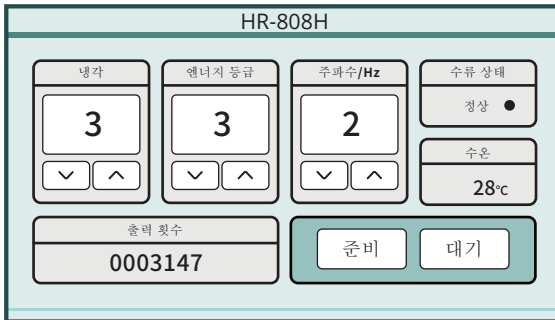 HR-808H
냉각
3
엔너지 등급
3
주파수/Hz
2
수류 상태
정상
수온
28℃
출력 횟수
0003147
준비
대기